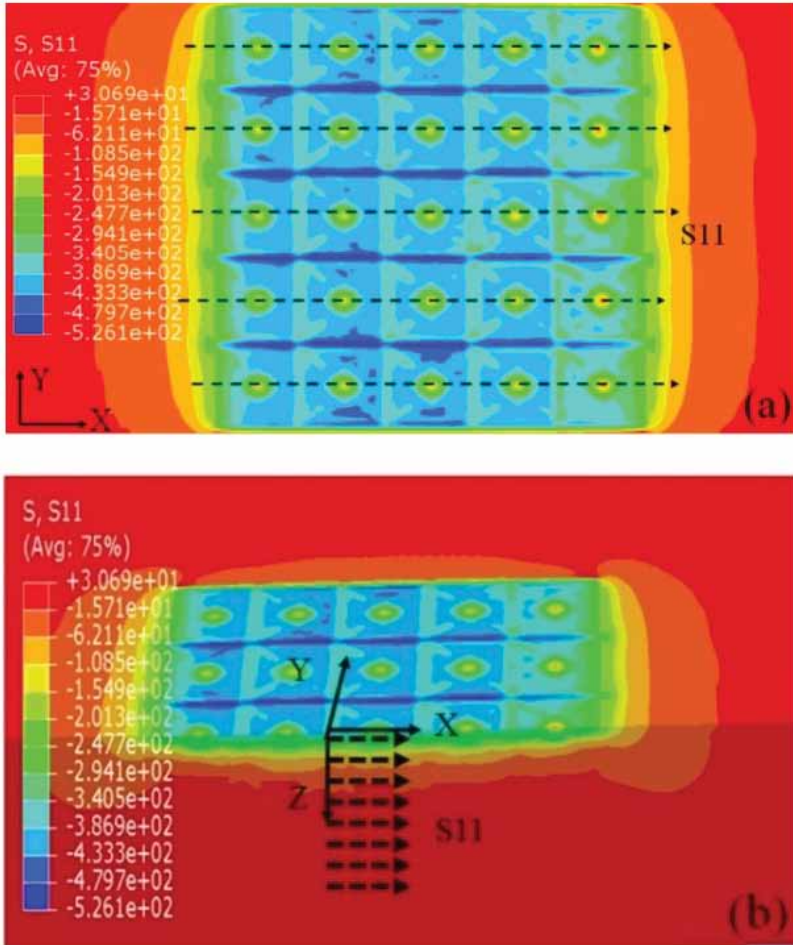 S, S11
(Avg: 75%)
+3.069e+01
-1.571e+01
-6.211e+01
-1.085e+02
-1.549e+02
-2.013e+02
-2.477e+02
-2.941e+02
-3.405e+02
-3.869e+02
-4.333e+02
-4.797e+02
-5.261e+02
S11
Y
X
(a)
S, S11
(Avg: 75%)
+3.069e+01
-1.571e+01
-6.211e+01
-1.085e+02
-1.549e+02
-2.013e+02
-2.477e+02
-2.941e+02
-3.405e+02
-3.869e+02
-4.333e+02
-4.797e+02
-5.261e+02
Y
X
Z
S11
(b)